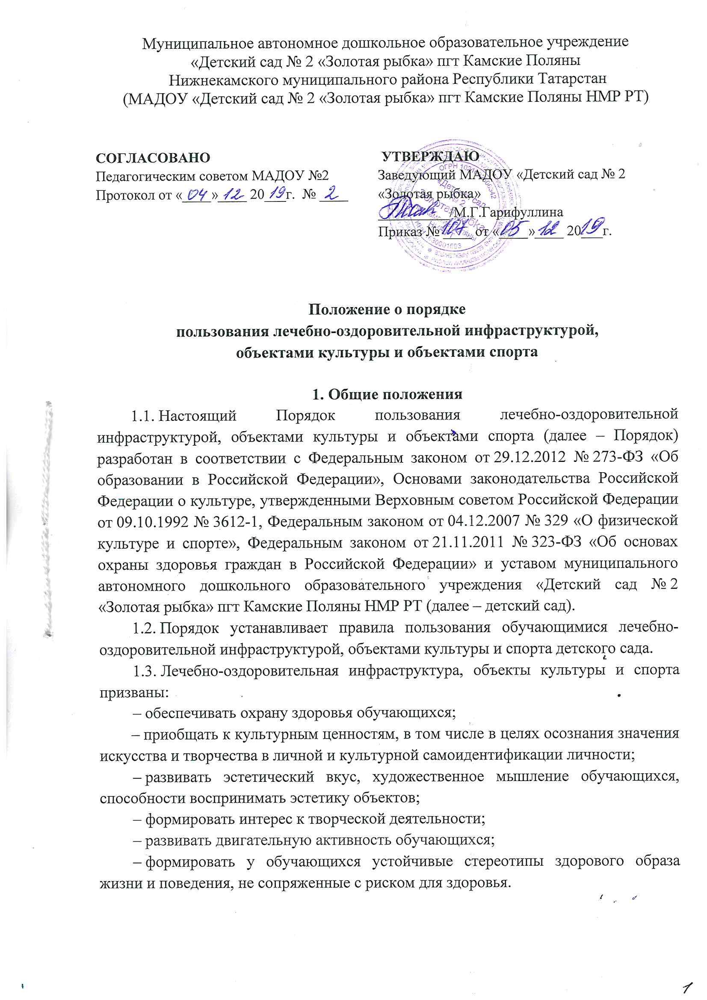 Муниципальное автономное дошкольное образовательное учреждение
«Детский сад № 2 «Золотая рыбка» пгт Камские Поляны
Нижнекамского муниципального района Республики Татарстан
(МАДОУ «Детский сад № 2 «Золотая рыбка» пгт Камские Поляны НМР РТ)
СОГЛАСОВАНО
Педагогическим советом МАДОУ №2
Протокол от «04» 12 2019г. № 2
УТВЕРЖДАЮ
Заведующий МАДОУ «Детский сад № 2
«Золотая рыбка»
/М.Г.Гарифуллина
Приказ № 107 от «05» 12 2019г.
Положение о порядке
пользования лечебно-оздоровительной инфраструктурой,
объектами культуры и объектами спорта
1. Общие положения
1.1. Настоящий Порядок пользования лечебно-оздоровительной
инфраструктурой, объектами культуры и объектами спорта (далее – Порядок)
разработан в соответствии с Федеральным законом от 29.12.2012 № 273-ФЗ «Об
образовании в Российской Федерации», Основами законодательства Российской
Федерации о культуре, утвержденными Верховным советом Российской Федерации
от 09.10.1992 № 3612-1, Федеральным законом от 04.12.2007 № 329 «О физической
культуре и спорте», Федеральным законом от 21.11.2011 № 323-ФЗ «Об основах
охраны здоровья граждан в Российской Федерации» и уставом муниципального
автономного дошкольного образовательного учреждения «Детский сад № 2
«Золотая рыбка» пгт Камские Поляны НМР РТ (далее – детский сад).
1.2. Порядок устанавливает правила пользования обучающимися лечебно-
оздоровительной инфраструктурой, объектами культуры и спорта детского сада.
1.3. Лечебно-оздоровительная инфраструктура, объекты культуры и спорта
призваны:
– обеспечивать охрану здоровья обучающихся;
– приобщать к культурным ценностям, в том числе в целях осознания значения
искусства и творчества в личной и культурной самоидентификации личности;
– развивать эстетический вкус, художественное мышление обучающихся,
способности воспринимать эстетику объектов;
– формировать интерес к творческой деятельности;
– развивать двигательную активность обучающихся;
– формировать у обучающихся устойчивые стереотипы здорового образа
жизни и поведения, не сопряженные с риском для здоровья.
1